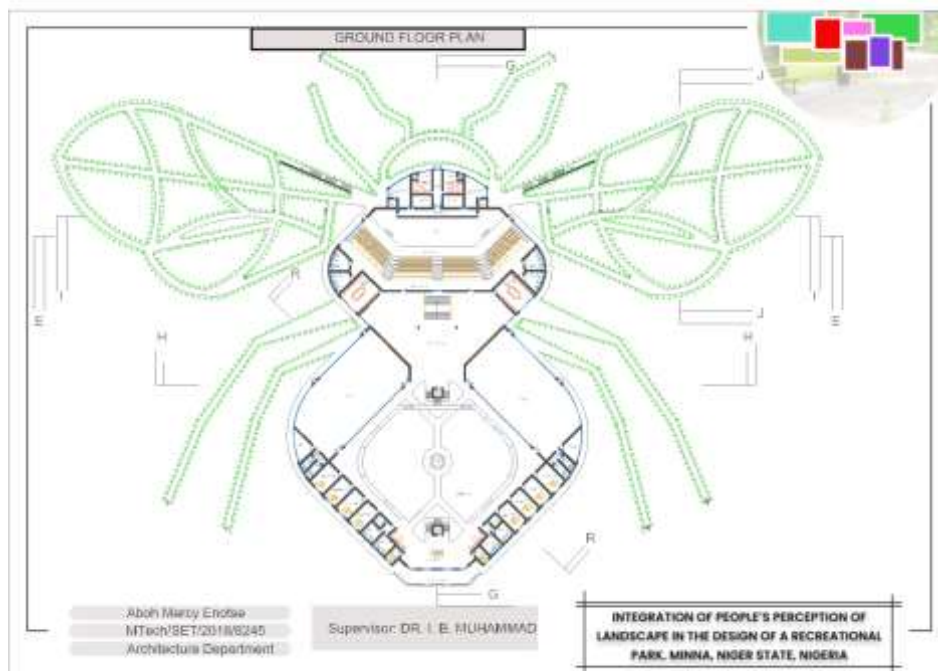 GROUND FLOOR PLAN
G
J
R
I
E
J
I
E
H
H
R
G
Aboh Mercy Enotse
MTech/SET/2018/8245
Architecture Department
Supervisor: DR. I. B. MUHAMMAD
INTEGRATION OF PEOPLE'S PERCEPTION OF
LANDSCAPE IN THE DESIGN OF A RECREATIONAL
PARK, MINNA, NIGER STATE, NIGERIA